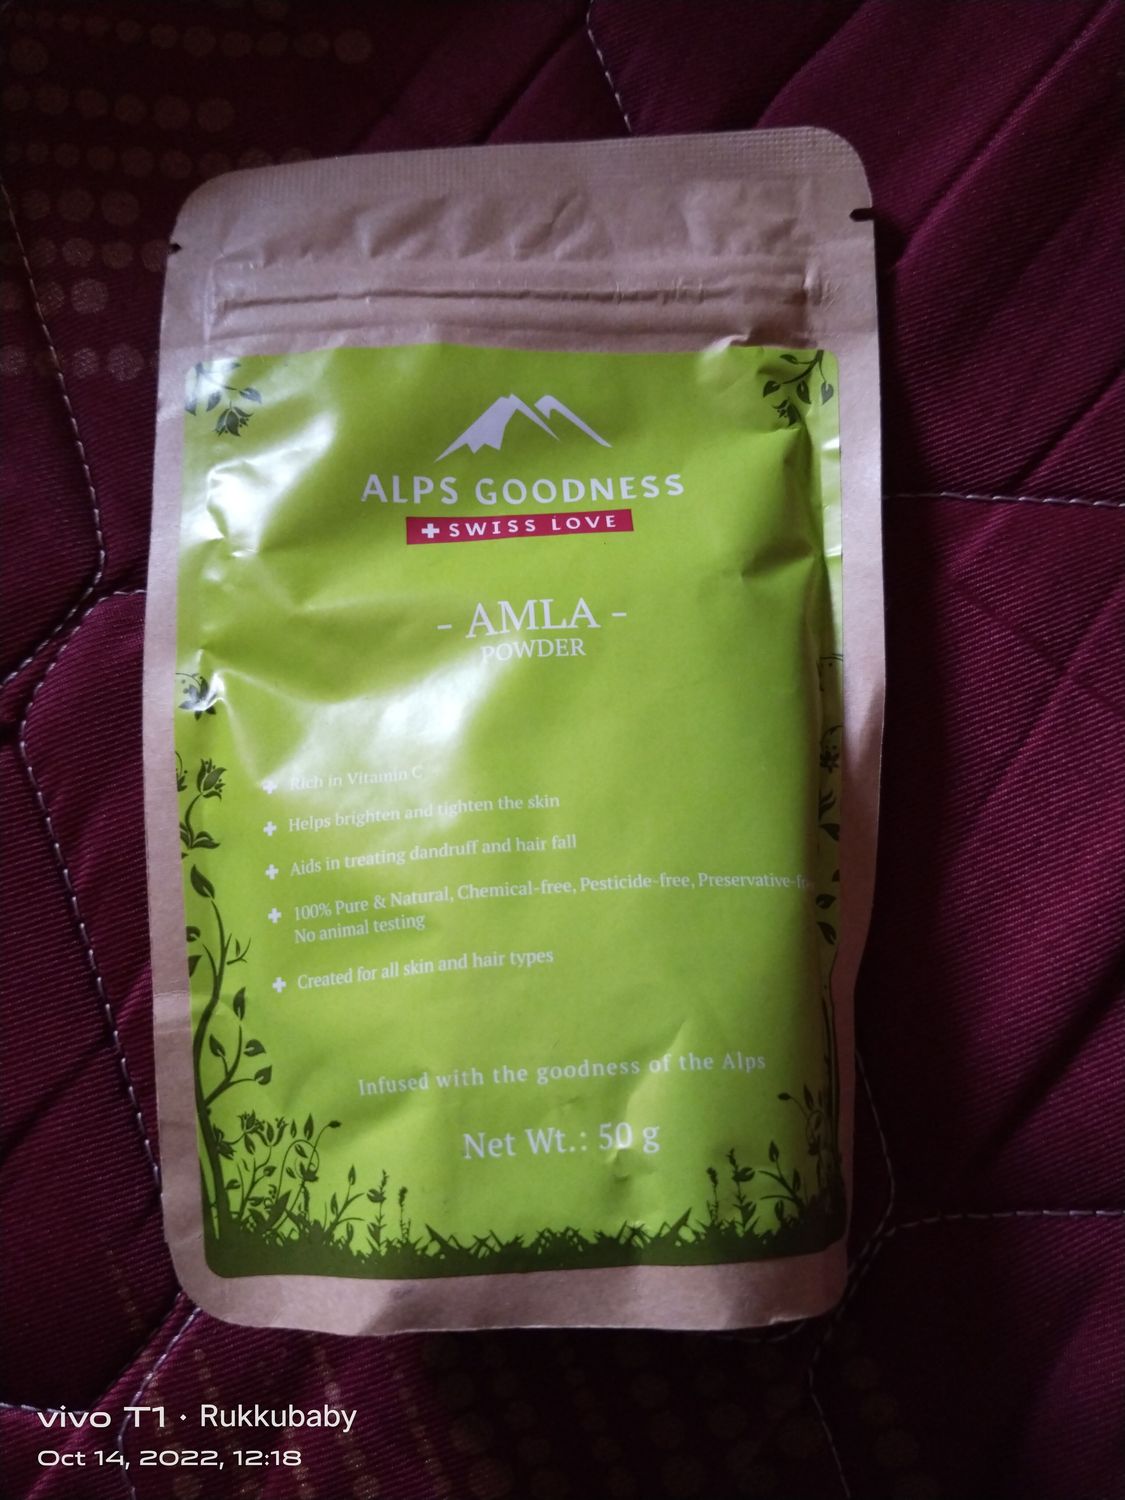 ALPS GOODNESS
SWISS LOVE
- AMLA -
POWDER
Rich in Vitamin C
Helps brighten and tighten the skin
Aids in treating dandruff and hair fall
100% Pure & Natural, Chemical-free, Pesticide-free,
No animal testing
Created for all skin and hair types
Infused with the goodness of the Alps
Net Wt.: 50 g
vivo T1 · Rukkubaby
Oct 14, 2022, 12:18